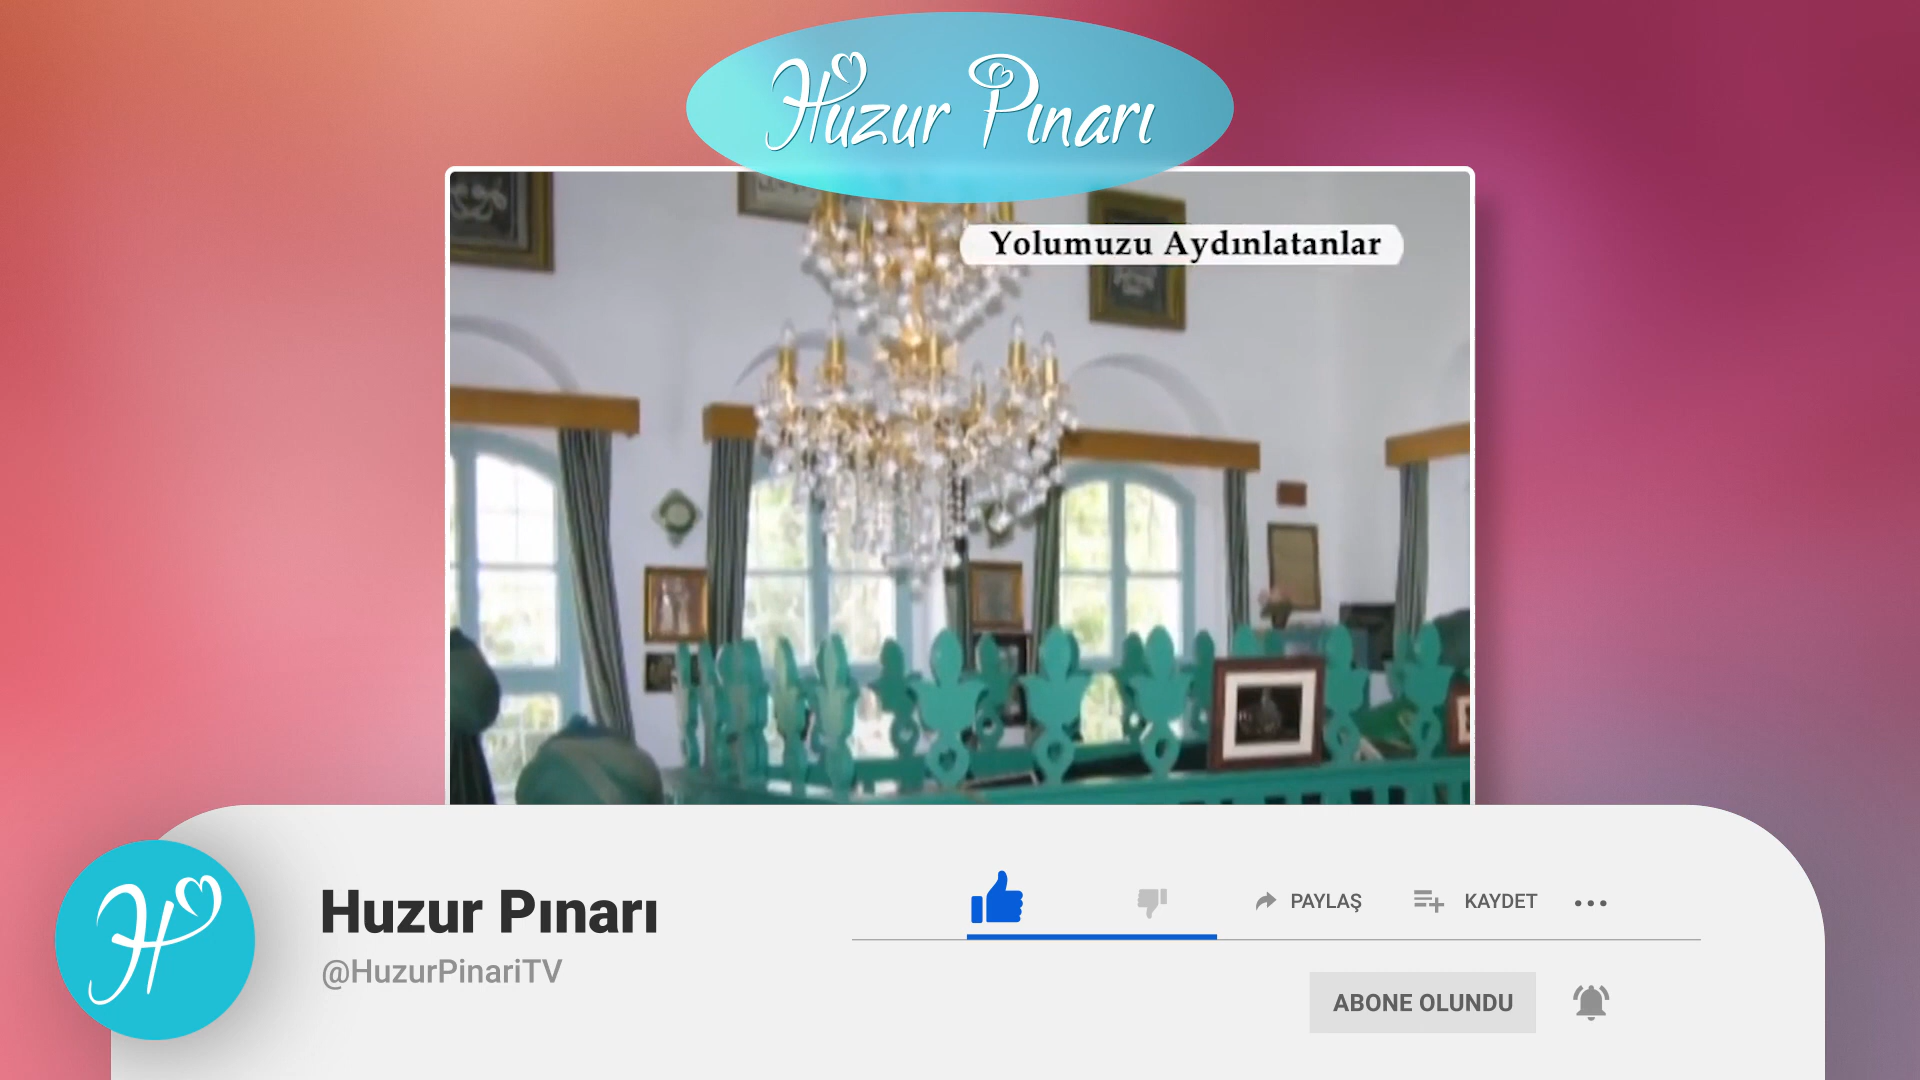 Huzur Pınarı
Yolumuzu Aydınlatanlar
Huzur Pınarı
@HuzurPinariTV
PAYLAŞ
KAYDET
ABONE OLUNDU